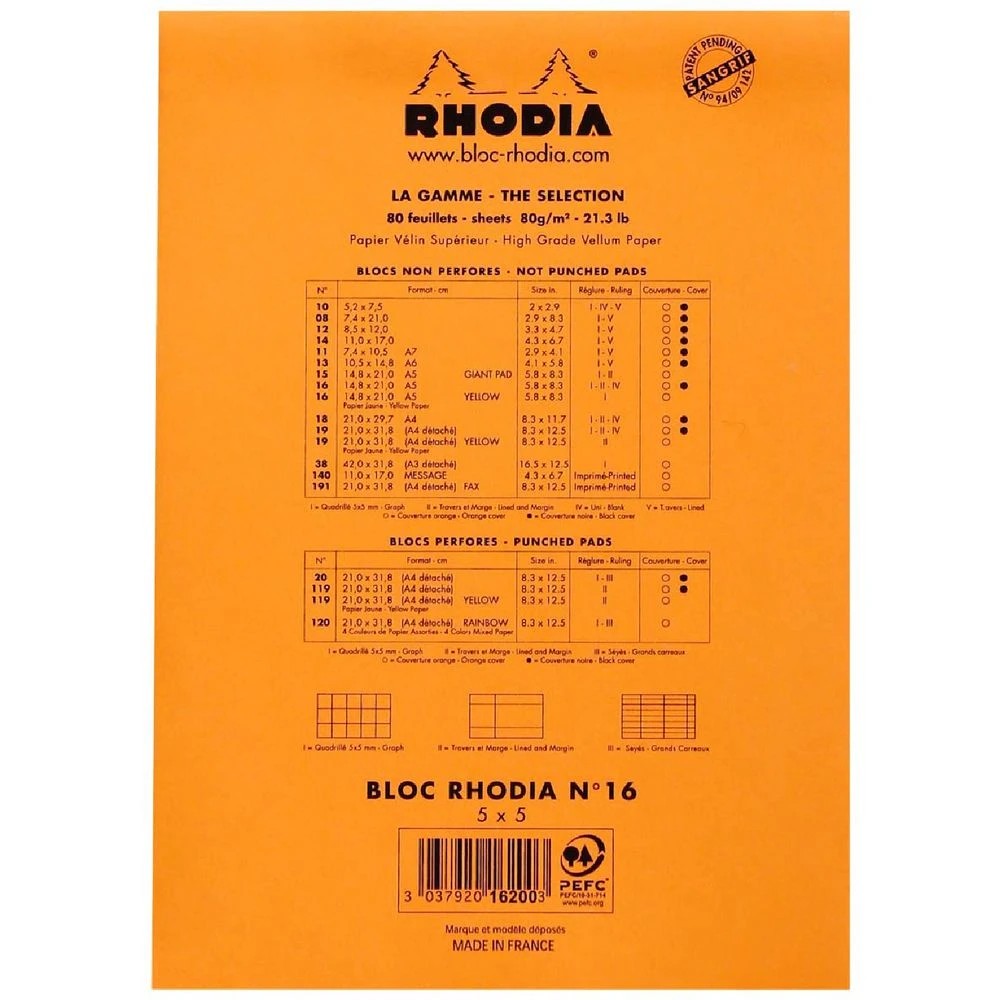 RHODIA ®
PATENT PENDING
SANGRIF
N° 94/09 142
www.bloc-rhodia.com
LA GAMME - THE SELECTION
80 feuillets - sheets 80g/m² - 21.3 lb
Papier Vélin Supérieur - High Grade Vellum Paper
BLOCS NON PERFORES - NOT PUNCHED PADS
N° Format - cm Size in. Réglure - Ruling Couverture - Cover
10 5,2 x 7,5 2 x 2.9 I - IV - V ○ ●
08 7,4 x 21,0 2.9 x 8.3 I - V ○ ●
12 8,5 x 12,0 3.3 x 4.7 I - V ○ ●
14 11,0 x 17,0 4.3 x 6.7 I - V ○ ●
11 7,4 x 10,5 A7 2.9 x 4.1 I - V ○ ●
13 10,5 x 14,8 A6 4.1 x 5.8 I - V ○ ●
15 14,8 x 21,0 A5 GIANT PAD 5.8 x 8.3 I - II ○
16 14,8 x 21,0 A5 5.8 x 8.3 I - II - IV ○ ●
16 14,8 x 21,0 A5 YELLOW 5.8 x 8.3 I ○
Papier Jaune - Yellow Paper
18 21,0 x 29,7 A4 8.3 x 11.7 I - II - IV ○ ●
19 21,0 x 31,8 (A4 détaché) 8.3 x 12.5 I - II - IV ○ ●
19 21,0 x 31,8 (A4 détaché) YELLOW 8.3 x 12.5 II ○
Papier Jaune - Yellow Paper
38 42,0 x 31,8 (A3 détaché) 16.5 x 12.5 I ○
140 11,0 x 17,0 MESSAGE 4.3 x 6.7 Imprimé-Printed ○
191 21,0 x 31,8 (A4 détaché) FAX 8.3 x 12.5 Imprimé-Printed ○
I = Quadrillé 5x5 mm - Graph II = Travers et Marge - Lined and Margin IV = Uni - Blank V = Travers - Lined
○ = Couverture orange - Orange cover ● = Couverture noire - Black cover
BLOCS PERFORES - PUNCHED PADS
N° Format - cm Size in. Réglure - Ruling Couverture - Cover
20 21,0 x 31,8 (A4 détaché) 8.3 x 12.5 I - III ○ ●
119 21,0 x 31,8 (A4 détaché) 8.3 x 12.5 II ○ ●
119 21,0 x 31,8 (A4 détaché) YELLOW 8.3 x 12.5 II ○
Papier Jaune - Yellow Paper
120 21,0 x 31,8 (A4 détaché) RAINBOW 8.3 x 12.5 I - III ○
4 Couleurs de Papier Assorties - 4 Colors Mixed Paper
I = Quadrillé 5x5 mm - Graph II = Travers et Marge - Lined and Margin III = Séyès - Grands carreaux
○ = Couverture orange - Orange cover ● = Couverture noire - Black cover
I = Quadrillé 5x5 mm - Graph II = Travers et Marge - Lined and Margin III = Seyès - Grands Carreaux
BLOC RHODIA N°16
5 x 5
3 037920 162003
PEFC
PEFC/10-31-714
www.pefc.org
Marque et modèle déposés
MADE IN FRANCE